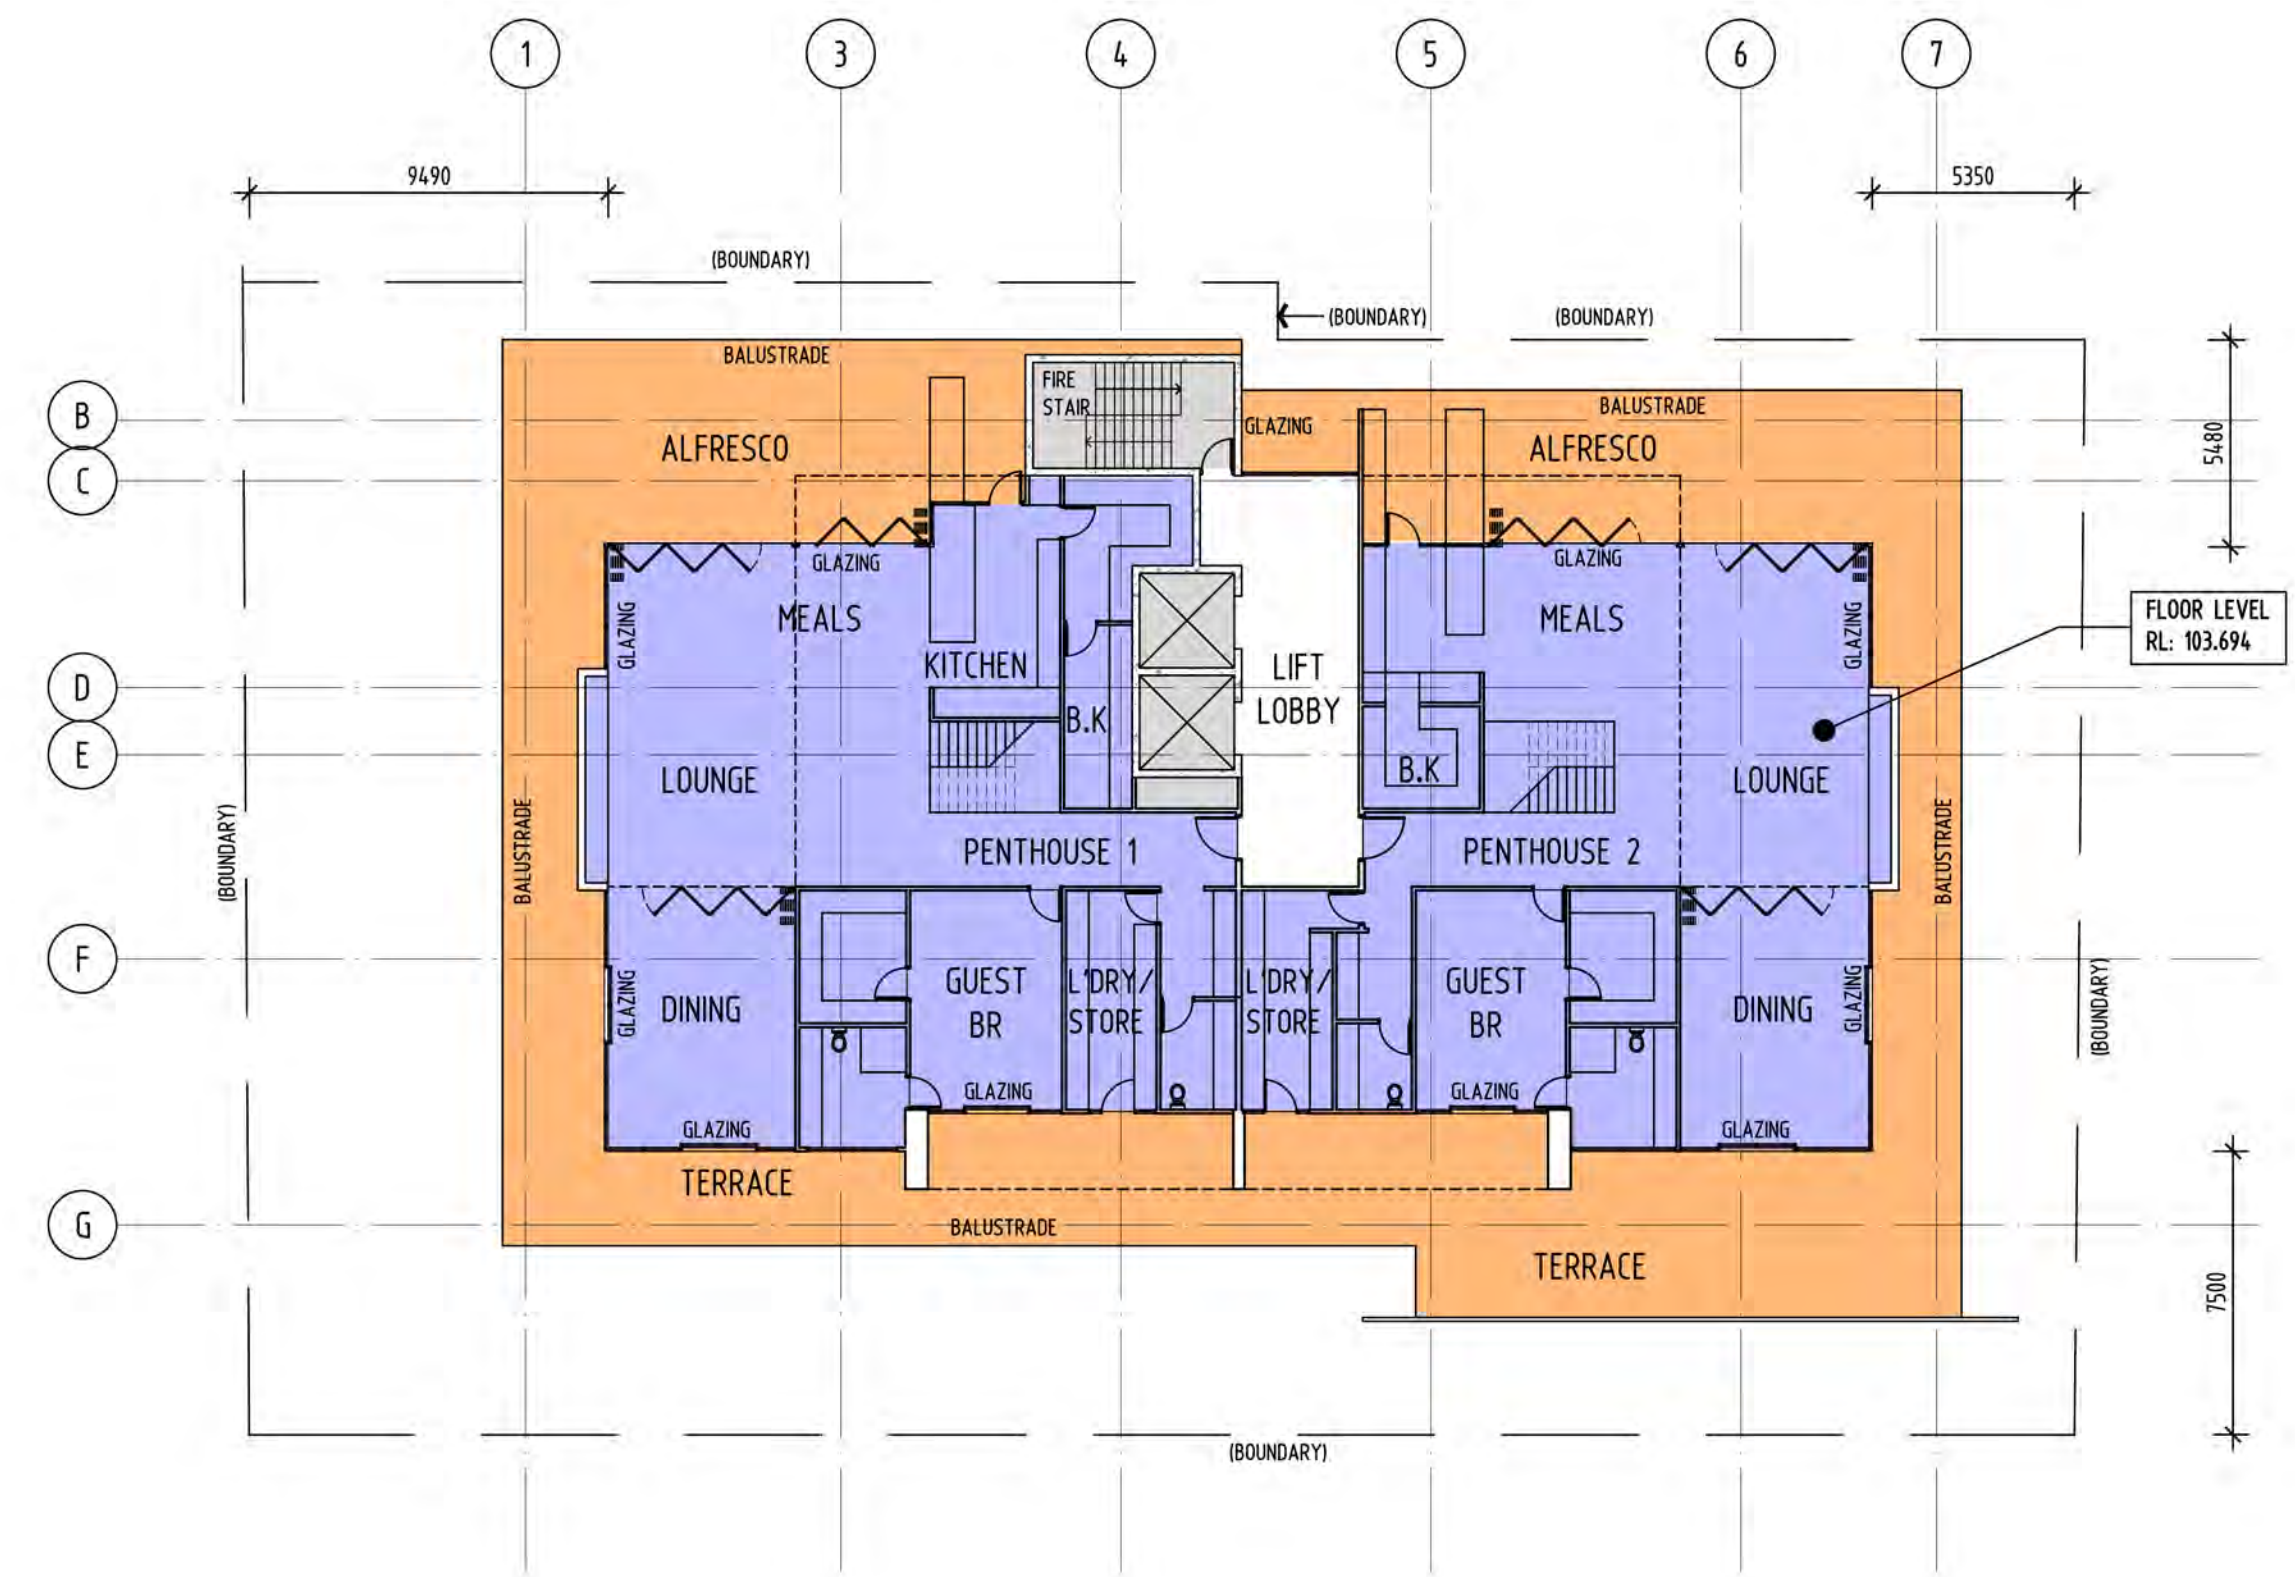 1
3
4
5
6
7
9490
5350
(BOUNDARY)
(BOUNDARY)
(BOUNDARY)
BALUSTRADE
FIRE
STAIR
BALUSTRADE
GLAZING
B
ALFRESCO
ALFRESCO
5480
C
GLAZING
GLAZING
MEALS
MEALS
GLAZING
GLAZING
FLOOR LEVEL
RL: 103.694
KITCHEN
LIFT
LOBBY
D
B.K
E
LOUNGE
B.K
LOUNGE
PENTHOUSE 1
PENTHOUSE 2
(BOUNDARY)
BALUSTRADE
BALUSTRADE
F
GUEST
BR
L'DRY/
STORE
L'DRY/
STORE
GUEST
BR
GLAZING
DINING
DINING
GLAZING
(BOUNDARY)
GLAZING
GLAZING
GLAZING
GLAZING
TERRACE
G
BALUSTRADE
TERRACE
7500
(BOUNDARY)